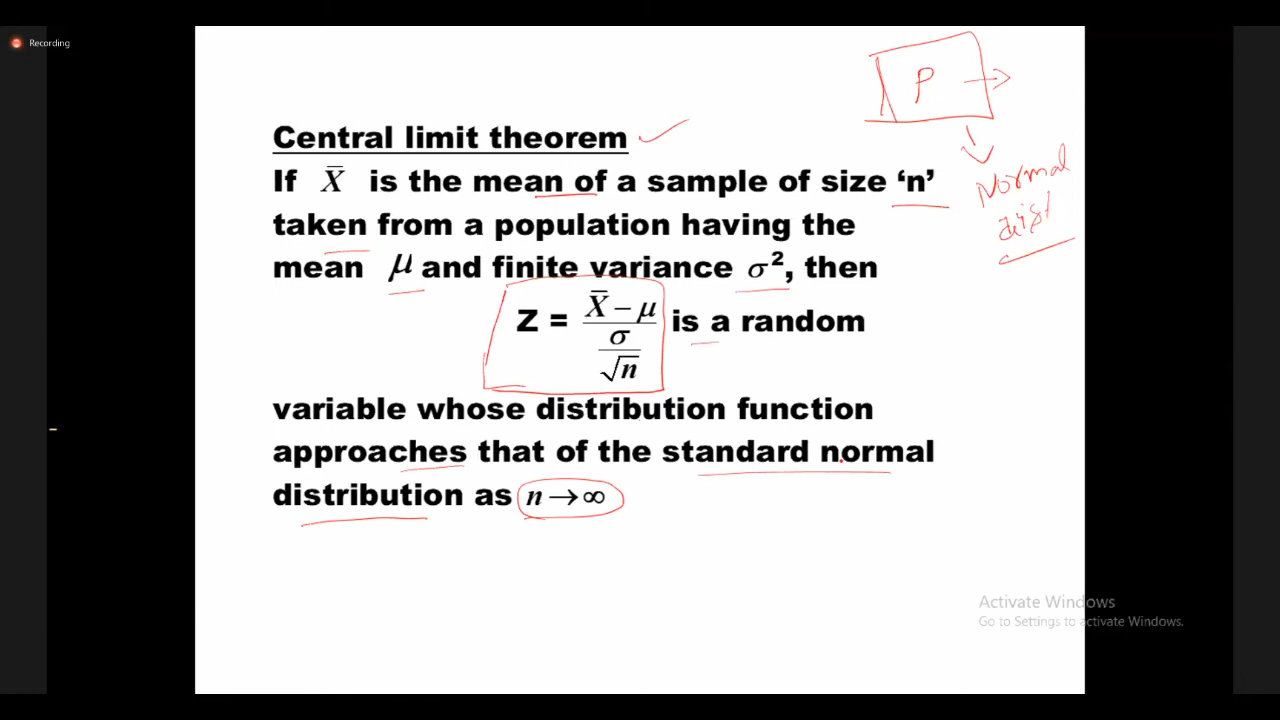 Recording
P
Normal
dist
Central limit theorem
If X̄ is the mean of a sample of size ‘n’
taken from a population having the
mean μ and finite variance σ², then
Z = (X̄ − μ) / (σ / √n) is a random
variable whose distribution function
approaches that of the standard normal
distribution as n → ∞
Activate Windows
Go to Settings to activate Windows.